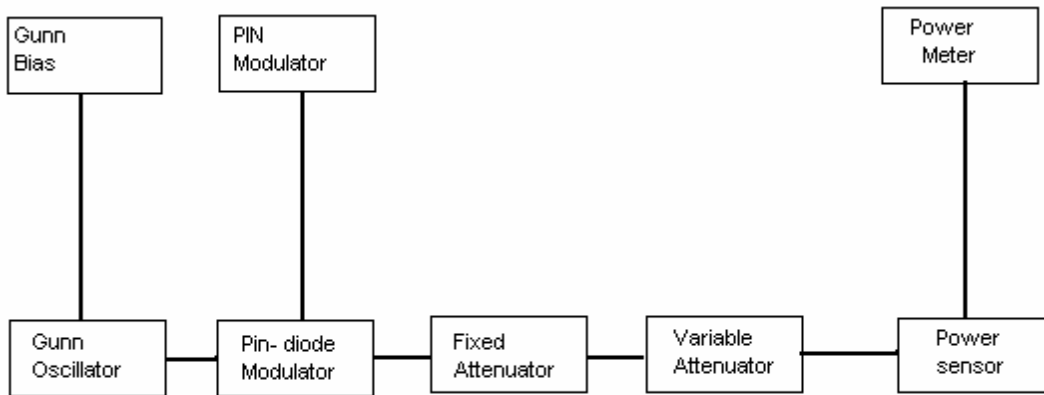 Gunn
Bias
PIN
Modulator
Power
Meter
Gunn
Oscillator
Pin- diode
Modulator
Fixed
Attenuator
Variable
Attenuator
Power
sensor